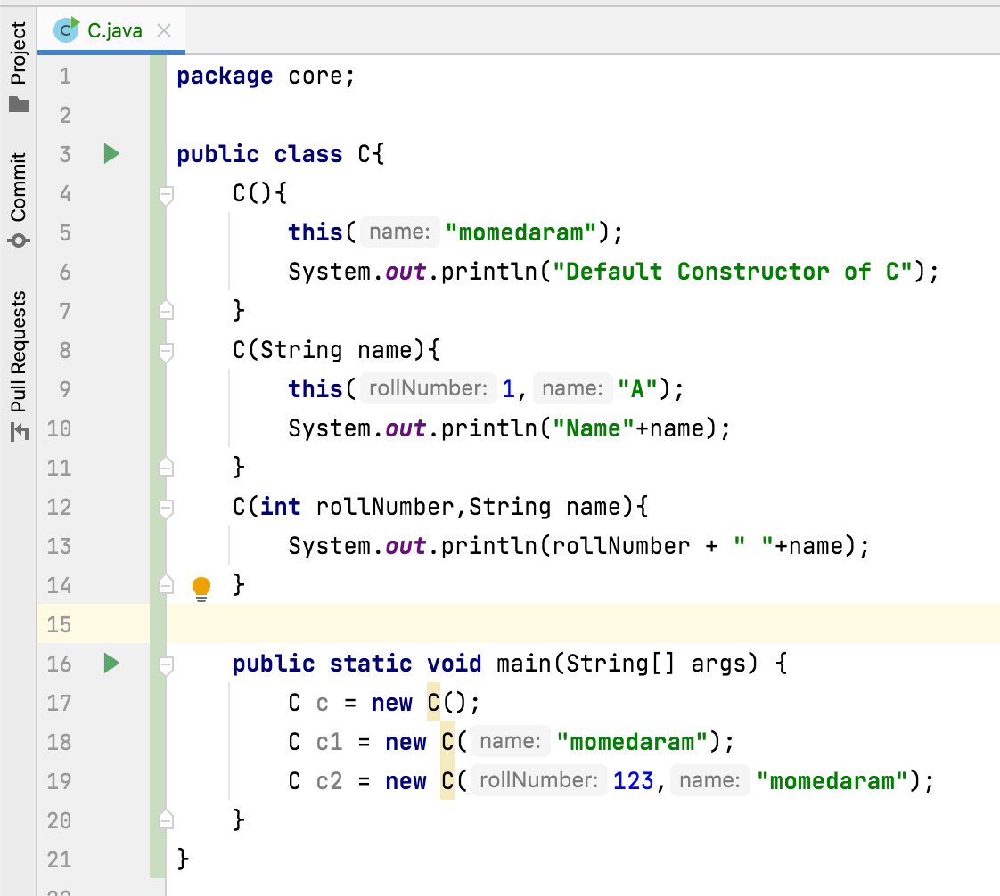 C.java
Project
Commit
Pull Requests
1 package core;
2
3 public class C{
4 C(){
5 this( name: "momedaram");
6 System.out.println("Default Constructor of C");
7 }
8 C(String name){
9 this( rollNumber: 1, name: "A");
10 System.out.println("Name"+name);
11 }
12 C(int rollNumber,String name){
13 System.out.println(rollNumber + " "+name);
14 }
15
16 public static void main(String[] args) {
17 C c = new C();
18 C c1 = new C( name: "momedaram");
19 C c2 = new C( rollNumber: 123, name: "momedaram");
20 }
21 }